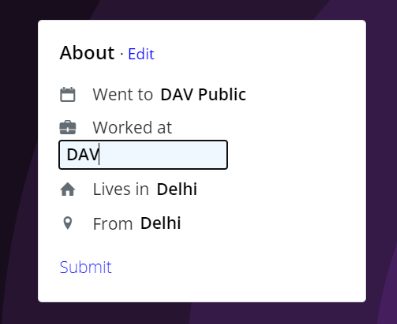 About · Edit
Went to DAV Public
Worked at
DAV
Lives in Delhi
From Delhi
Submit